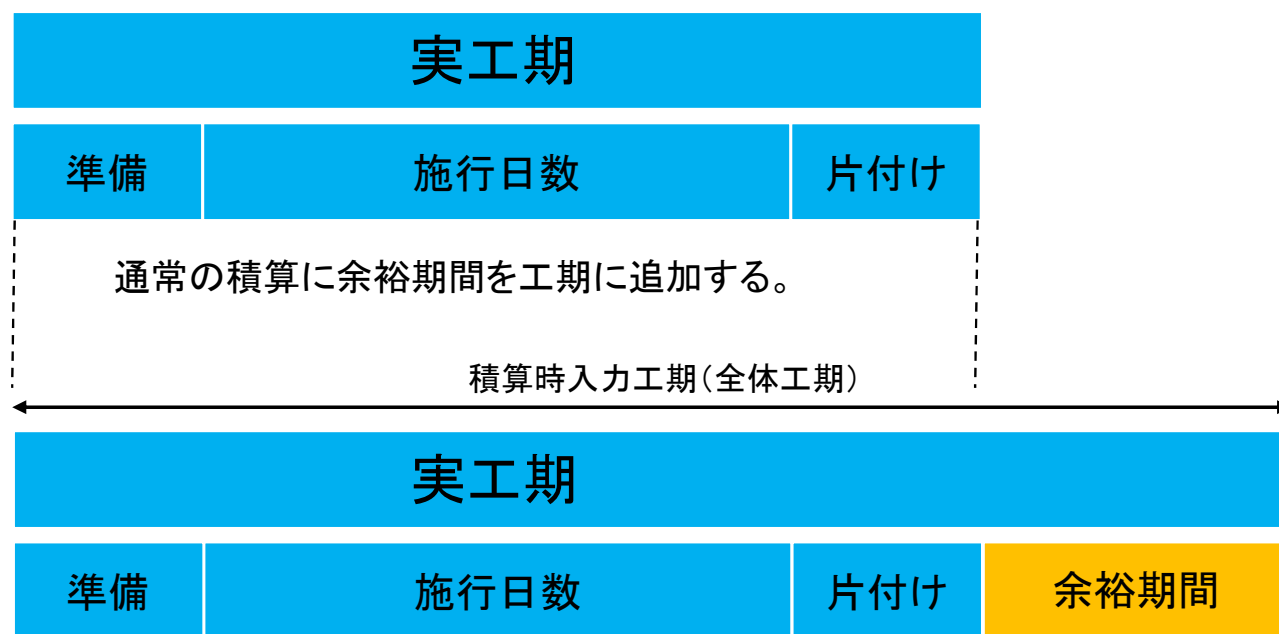 実工期
準備 施行日数 片付け
通常の積算に余裕期間を工期に追加する。
積算時入力工期(全体工期)
実工期
準備 施行日数 片付け 余裕期間